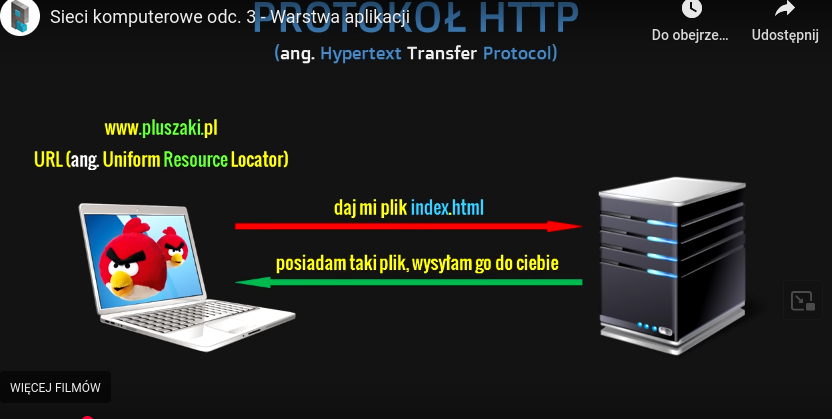 PROTOKÓŁ HTTP
Sieci komputerowe odc. 3 - Warstwa aplikacji
Do obejrze...
Udostępnij
(ang. Hypertext Transfer Protocol)
www.pluszaki.pl
URL (ang. Uniform Resource Locator)
daj mi plik index.html
posiadam taki plik, wysyłam go do ciebie
WIĘCEJ FILMÓW